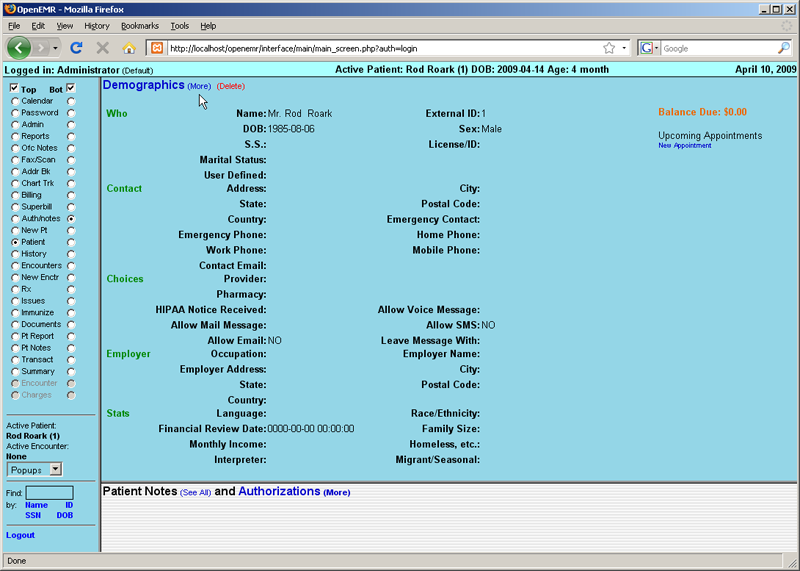 OpenEMR - Mozilla Firefox
File Edit View History Bookmarks Tools Help
http://localhost/openemr/interface/main/main_screen.php?auth=login
Google
Logged in: Administrator (Default)
Active Patient: Rod Roark (1) DOB: 2009-04-14 Age: 4 month
April 10, 2009
Top Bot
Calendar
Password
Admin
Reports
Ofc Notes
Fax/Scan
Addr Bk
Chart Trk
Billing
Superbill
Auth/notes
New Pt
Patient
History
Encounters
New Enctr
Rx
Issues
Immunize
Documents
Pt Report
Pt Notes
Transact
Summary
Encounter
Charges
Active Patient:
Rod Roark (1)
Active Encounter:
None
Popups
Find:
by: Name ID
SSN DOB
Logout
Demographics (More) (Delete)
Who Name: Mr. Rod Roark External ID: 1
DOB: 1985-08-06 Sex: Male
S.S.: License/ID:
Marital Status:
User Defined:
Contact Address: City:
State: Postal Code:
Country: Emergency Contact:
Emergency Phone: Home Phone:
Work Phone: Mobile Phone:
Contact Email:
Choices Provider:
Pharmacy:
HIPAA Notice Received: Allow Voice Message:
Allow Mail Message: Allow SMS: NO
Allow Email: NO Leave Message With:
Employer Occupation: Employer Name:
Employer Address: City:
State: Postal Code:
Country:
Stats Language: Race/Ethnicity:
Financial Review Date: 0000-00-00 00:00:00 Family Size:
Monthly Income: Homeless, etc.:
Interpreter: Migrant/Seasonal:
Balance Due: $0.00
Upcoming Appointments
New Appointment
Patient Notes (See All) and Authorizations (More)
Done